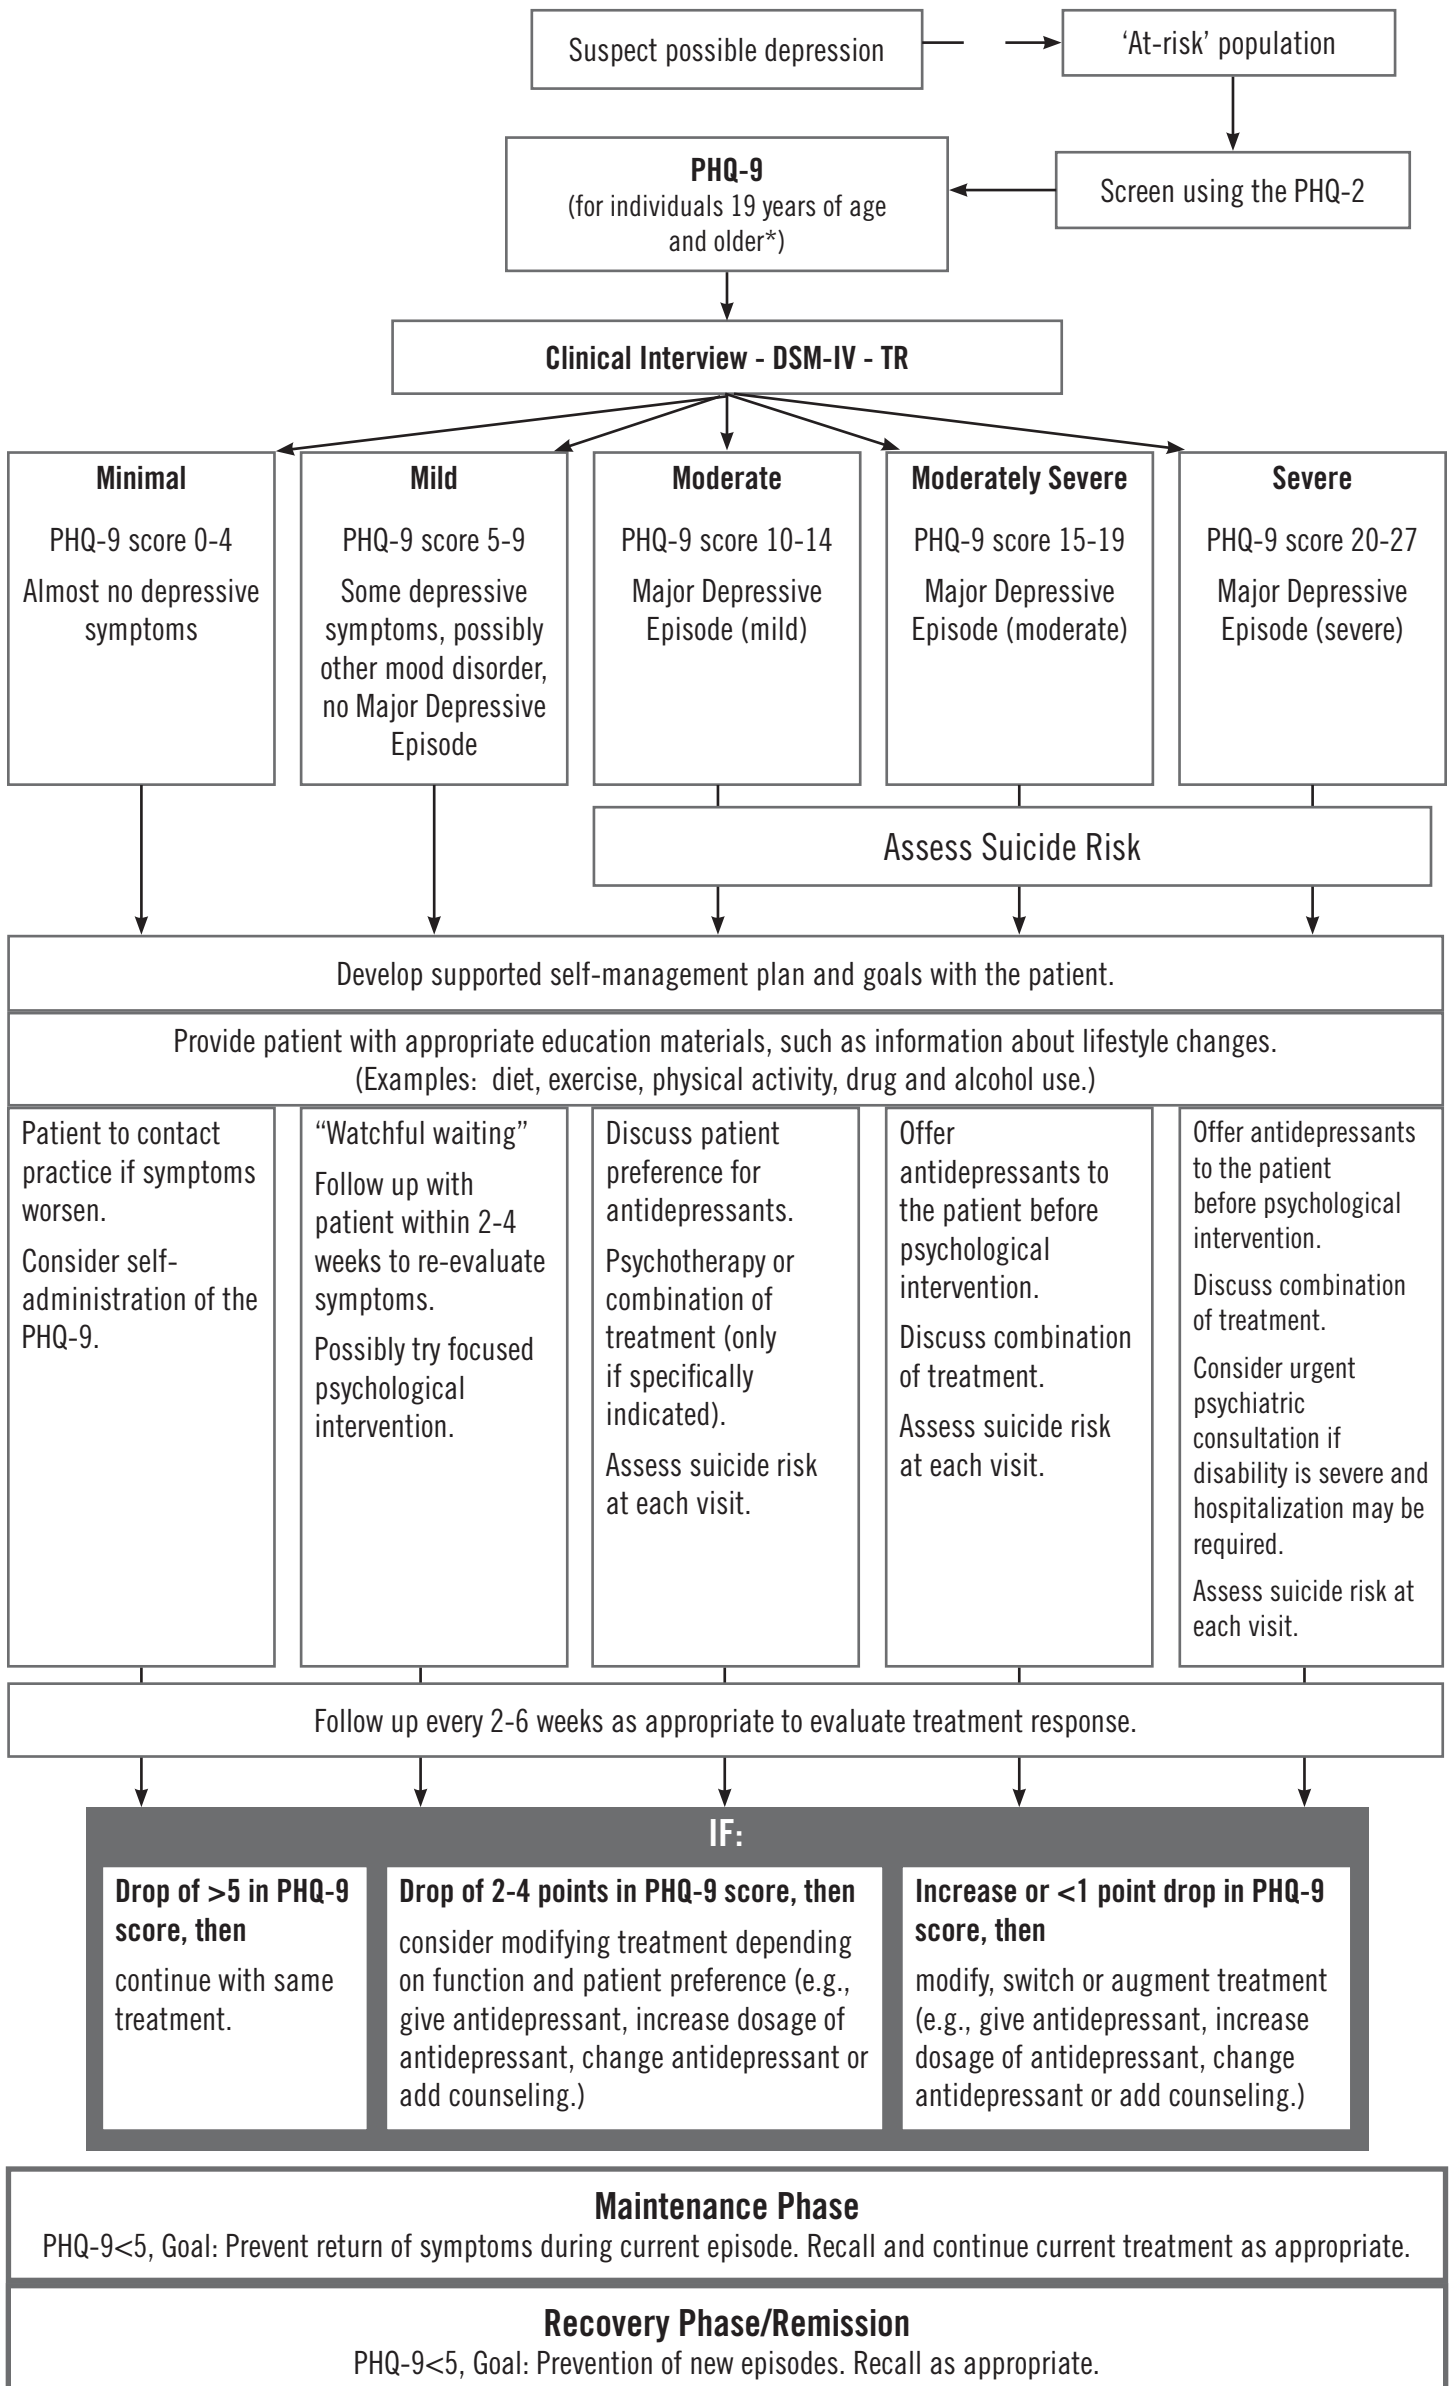 Suspect possible depression
‘At-risk’ population
PHQ-9
(for individuals 19 years of age
and older*)
Screen using the PHQ-2
Clinical Interview - DSM-IV - TR
Minimal
PHQ-9 score 0-4
Almost no depressive
symptoms
Mild
PHQ-9 score 5-9
Some depressive
symptoms, possibly
other mood disorder,
no Major Depressive
Episode
Moderate
PHQ-9 score 10-14
Major Depressive
Episode (mild)
Moderately Severe
PHQ-9 score 15-19
Major Depressive
Episode (moderate)
Severe
PHQ-9 score 20-27
Major Depressive
Episode (severe)
Assess Suicide Risk
Develop supported self-management plan and goals with the patient.
Provide patient with appropriate education materials, such as information about lifestyle changes.
(Examples:  diet, exercise, physical activity, drug and alcohol use.)
Patient to contact
practice if symptoms
worsen.
Consider self-
administration of the
PHQ-9.
“Watchful waiting”
Follow up with
patient within 2-4
weeks to re-evaluate
symptoms.
Possibly try focused
psychological
intervention.
Discuss patient
preference for
antidepressants.
Psychotherapy or
combination of
treatment (only
if specifically
indicated).
Assess suicide risk
at each visit.
Offer
antidepressants to
the patient before
psychological
intervention.
Discuss combination
of treatment.
Assess suicide risk
at each visit.
Offer antidepressants
to the patient
before psychological
intervention.
Discuss combination
of treatment.
Consider urgent
psychiatric
consultation if
disability is severe and
hospitalization may be
required.
Assess suicide risk at
each visit.
Follow up every 2-6 weeks as appropriate to evaluate treatment response.
IF:
Drop of >5 in PHQ-9
score, then
continue with same
treatment.
Drop of 2-4 points in PHQ-9 score, then
consider modifying treatment depending
on function and patient preference (e.g.,
give antidepressant, increase dosage of
antidepressant, change antidepressant or
add counseling.)
Increase or <1 point drop in PHQ-9
score, then
modify, switch or augment treatment
(e.g., give antidepressant, increase
dosage of antidepressant, change
antidepressant or add counseling.)
Maintenance Phase
PHQ-9<5, Goal: Prevent return of symptoms during current episode. Recall and continue current treatment as appropriate.
Recovery Phase/Remission
PHQ-9<5, Goal: Prevention of new episodes. Recall as appropriate.